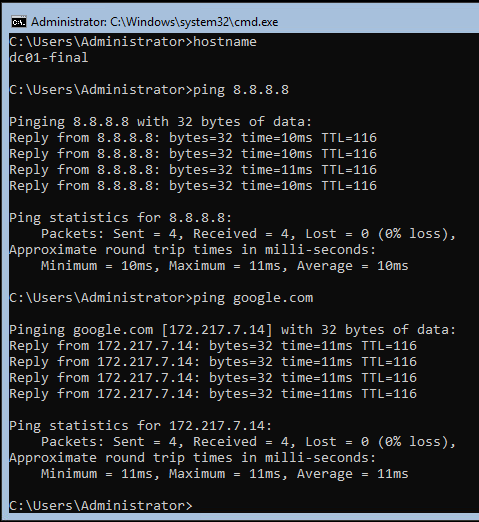 Administrator: C:\Windows\system32\cmd.exe
C:\Users\Administrator>hostname
dc01-final
C:\Users\Administrator>ping 8.8.8.8
Pinging 8.8.8.8 with 32 bytes of data:
Reply from 8.8.8.8: bytes=32 time=10ms TTL=116
Reply from 8.8.8.8: bytes=32 time=10ms TTL=116
Reply from 8.8.8.8: bytes=32 time=11ms TTL=116
Reply from 8.8.8.8: bytes=32 time=10ms TTL=116
Ping statistics for 8.8.8.8:
    Packets: Sent = 4, Received = 4, Lost = 0 (0% loss),
Approximate round trip times in milli-seconds:
    Minimum = 10ms, Maximum = 11ms, Average = 10ms
C:\Users\Administrator>ping google.com
Pinging google.com [172.217.7.14] with 32 bytes of data:
Reply from 172.217.7.14: bytes=32 time=11ms TTL=116
Reply from 172.217.7.14: bytes=32 time=11ms TTL=116
Reply from 172.217.7.14: bytes=32 time=11ms TTL=116
Reply from 172.217.7.14: bytes=32 time=11ms TTL=116
Ping statistics for 172.217.7.14:
    Packets: Sent = 4, Received = 4, Lost = 0 (0% loss),
Approximate round trip times in milli-seconds:
    Minimum = 11ms, Maximum = 11ms, Average = 11ms
C:\Users\Administrator>